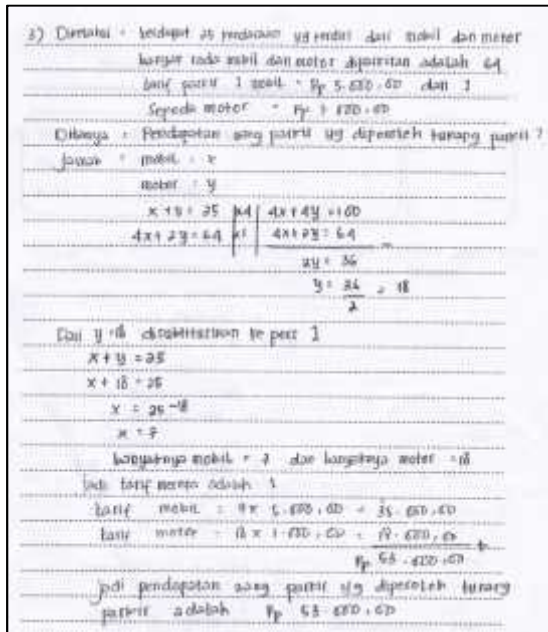 3) Diketahui : terdapat 25 kendaraan yg terdiri dari mobil dan motor
banyak roda mobil dan motor diparkiran adalah 64
tarif parkir 1 mobil = Rp 5.000,00 dan 1
Sepeda motor = Rp 1.000,00
Ditanya : Pendapatan uang parkir yg diperoleh tukang parkir ?
Jawab : mobil = x
motor : y
x + y = 25 |x4| 4x + 4y = 100
4x + 2y = 64 |x1| 4x + 2y = 64 -
2y = 36
y = 36/2 = 18
Dari y = 18 disubstitusikan ke pers 1
x + y = 25
x + 18 = 25
x = 25 - 18
x = 7
banyaknya mobil = 7 dan banyaknya motor = 18
Jadi tarif mereka adalah :
tarif mobil : 7 x 5.000,00 = 35.000,00
tarif motor = 18 x 1.000,00 = 18.000,00 +
Rp 53.000,00
Jadi pendapatan uang parkir yg diperoleh tukang
parkir adalah Rp 53.000,00